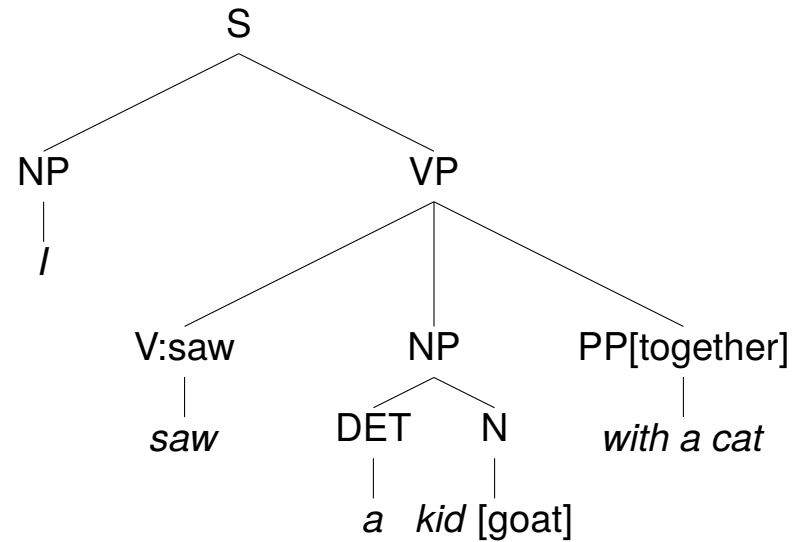 S
NP VP
I
V:saw NP PP[together]
saw DET N with a cat
a kid [goat]